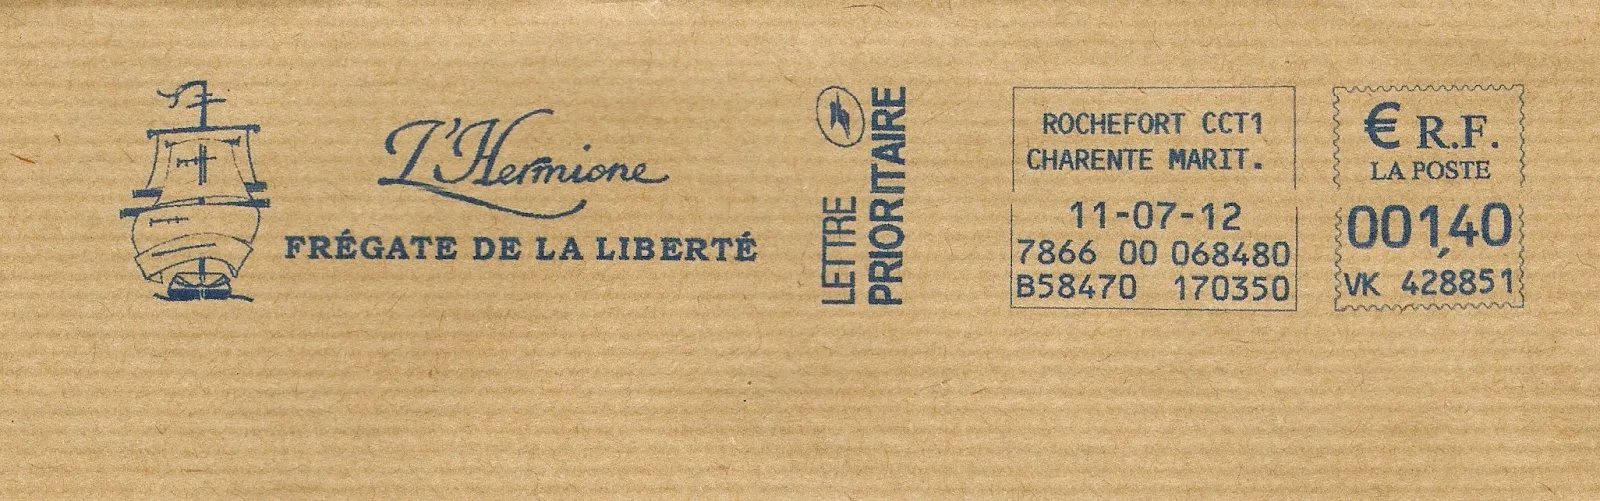 L'Hermione
FRÉGATE DE LA LIBERTÉ
LETTRE
PRIORITAIRE
ROCHEFORT CCT1
CHARENTE MARIT.
11-07-12
7866 00 068480
B58470 170350
€ R.F.
LA POSTE
001,40
VK 428851